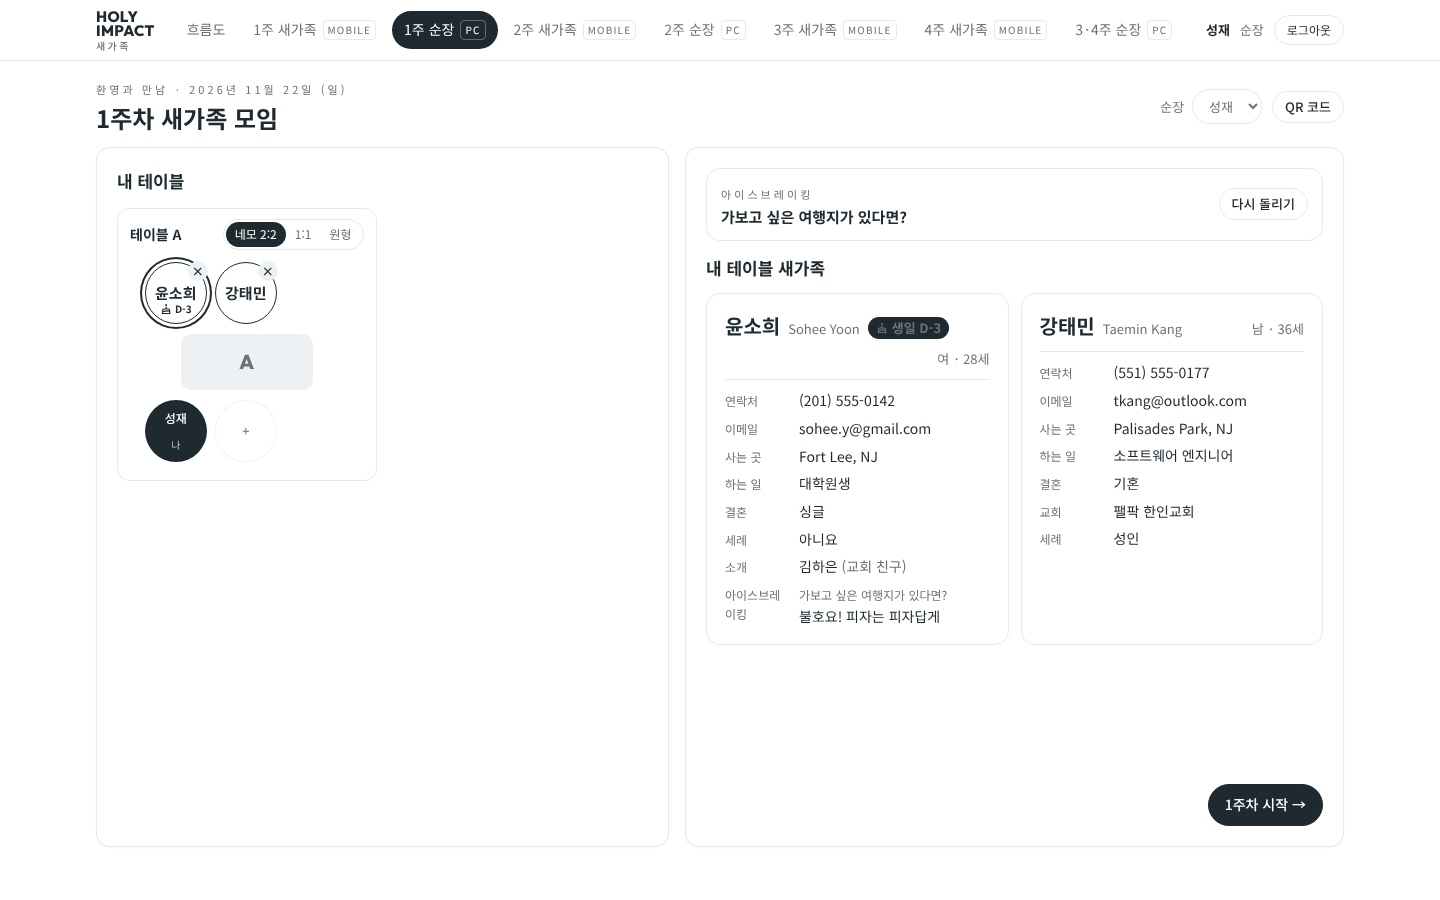 HOLY
IMPACT
새가족
흐름도
1주 새가족 MOBILE
1주 순장 PC
2주 새가족 MOBILE
2주 순장 PC
3주 새가족 MOBILE
4주 새가족 MOBILE
3·4주 순장 PC
성재 순장
로그아웃
환영과 만남 · 2026년 11월 22일 (일)
1주차 새가족 모임
순장
성재
QR 코드
내 테이블
테이블 A
네모 2:2
1:1
원형
윤소희
D-3
강태민
A
성재
나
+
아이스브레이킹
가보고 싶은 여행지가 있다면?
다시 돌리기
내 테이블 새가족
윤소희 Sohee Yoon 생일 D-3
여 · 28세
연락처 (201) 555-0142
이메일 sohee.y@gmail.com
사는 곳 Fort Lee, NJ
하는 일 대학원생
결혼 싱글
세례 아니요
소개 김하은 (교회 친구)
아이스브레이킹 가보고 싶은 여행지가 있다면?
불호요! 피자는 피자답게
강태민 Taemin Kang 남 · 36세
연락처 (551) 555-0177
이메일 tkang@outlook.com
사는 곳 Palisades Park, NJ
하는 일 소프트웨어 엔지니어
결혼 기혼
교회 팰팍 한인교회
세례 성인
1주차 시작 →